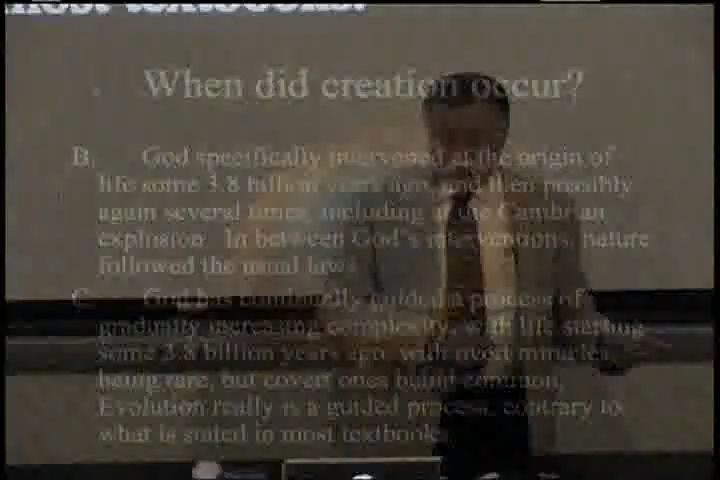 most textbooks.
When did creation occur?
B. God specifically intervened at the origin of
life some 3.8 billion years ago, and then possibly
again several times, including at the Cambrian
explosion. In between God's interventions, nature
followed the usual laws.
C. God has continually guided a process of
gradually increasing complexity, with life starting
some 3.8 billion years ago, with overt miracles
being rare, but covert ones being common.
Evolution really is a guided process, contrary to
what is stated in most textbooks.